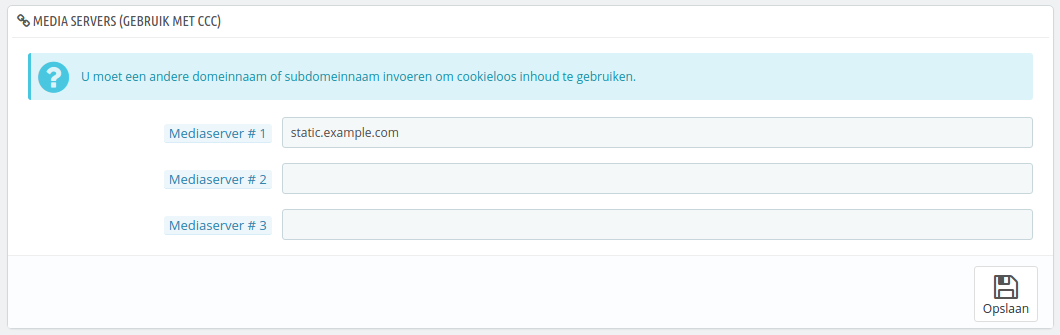 MEDIA SERVERS (GEBRUIK MET CCC)
U moet een andere domeinnaam of subdomeinnaam invoeren om cookieloos inhoud te gebruiken.
Mediaserver # 1 static.example.com
Mediaserver # 2
Mediaserver # 3
Opslaan